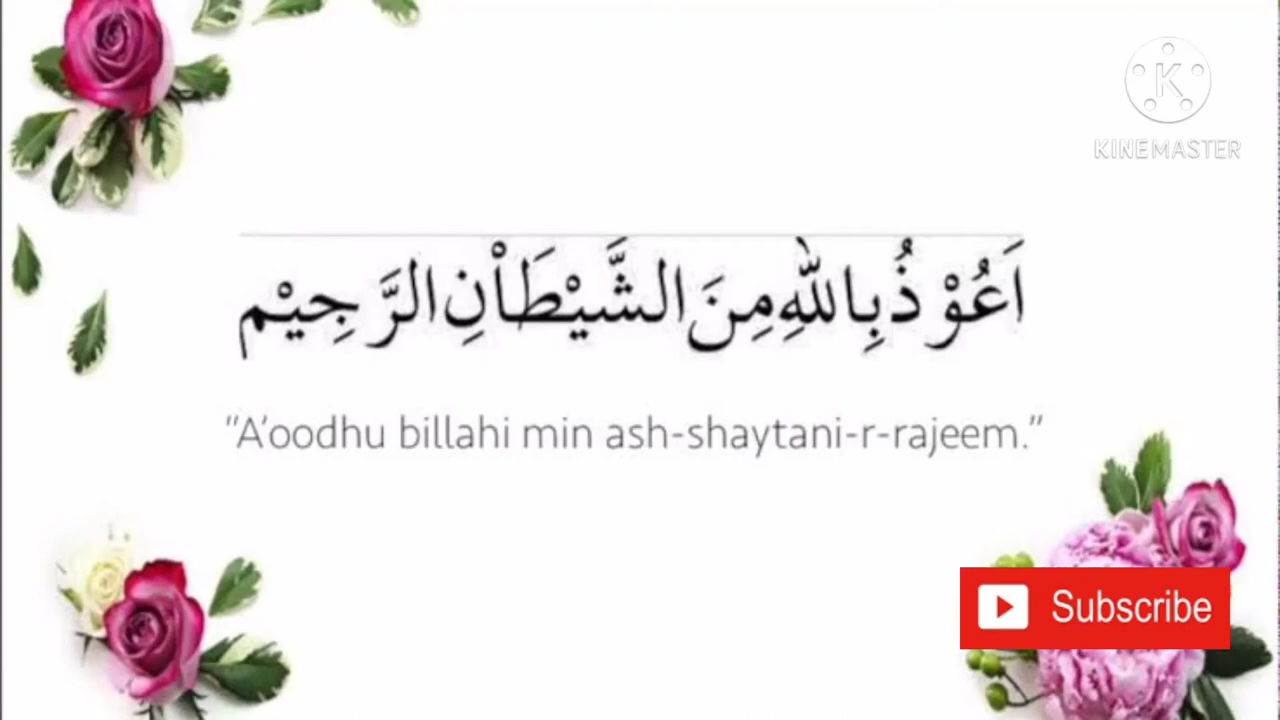 K
KINEMASTER
اَعُوْذُ بِاللّٰهِ مِنَ الشَّيْطَاْنِ الرَّجِيْمِ
"A'oodhu billahi min ash-shaytani-r-rajeem."
Subscribe